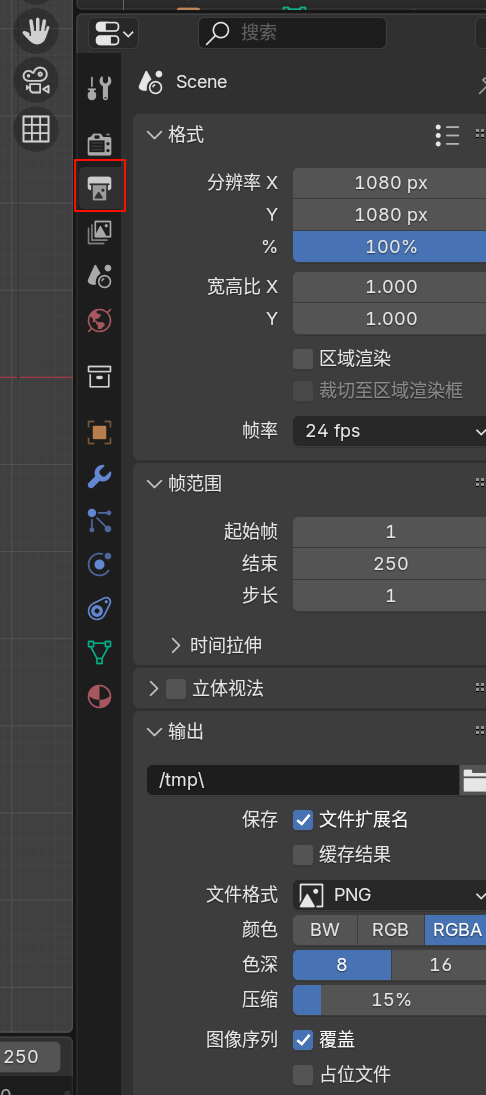 搜索
Scene
格式
分辨率 X 1080 px
Y 1080 px
% 100%
宽高比 X 1.000
Y 1.000
区域渲染
裁切至区域渲染框
帧率 24 fps
帧范围
起始帧 1
结束 250
步长 1
时间拉伸
立体视法
输出
/tmp\
保存 文件扩展名
缓存结果
文件格式 PNG
颜色 BW RGB RGBA
色深 8 16
压缩 15%
图像序列 覆盖
250
占位文件